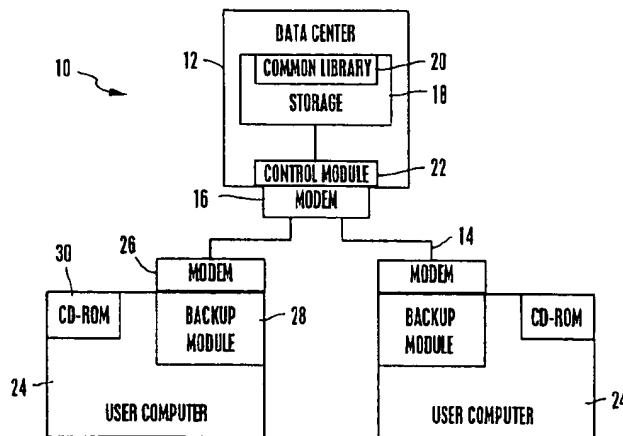 DATA CENTER
12
COMMON LIBRARY
20
10
STORAGE
18
CONTROL MODULE
22
16
MODEM
14
26
MODEM
MODEM
30
CD-ROM
BACKUP MODULE
28
BACKUP MODULE
CD-ROM
24
USER COMPUTER
USER COMPUTER
24